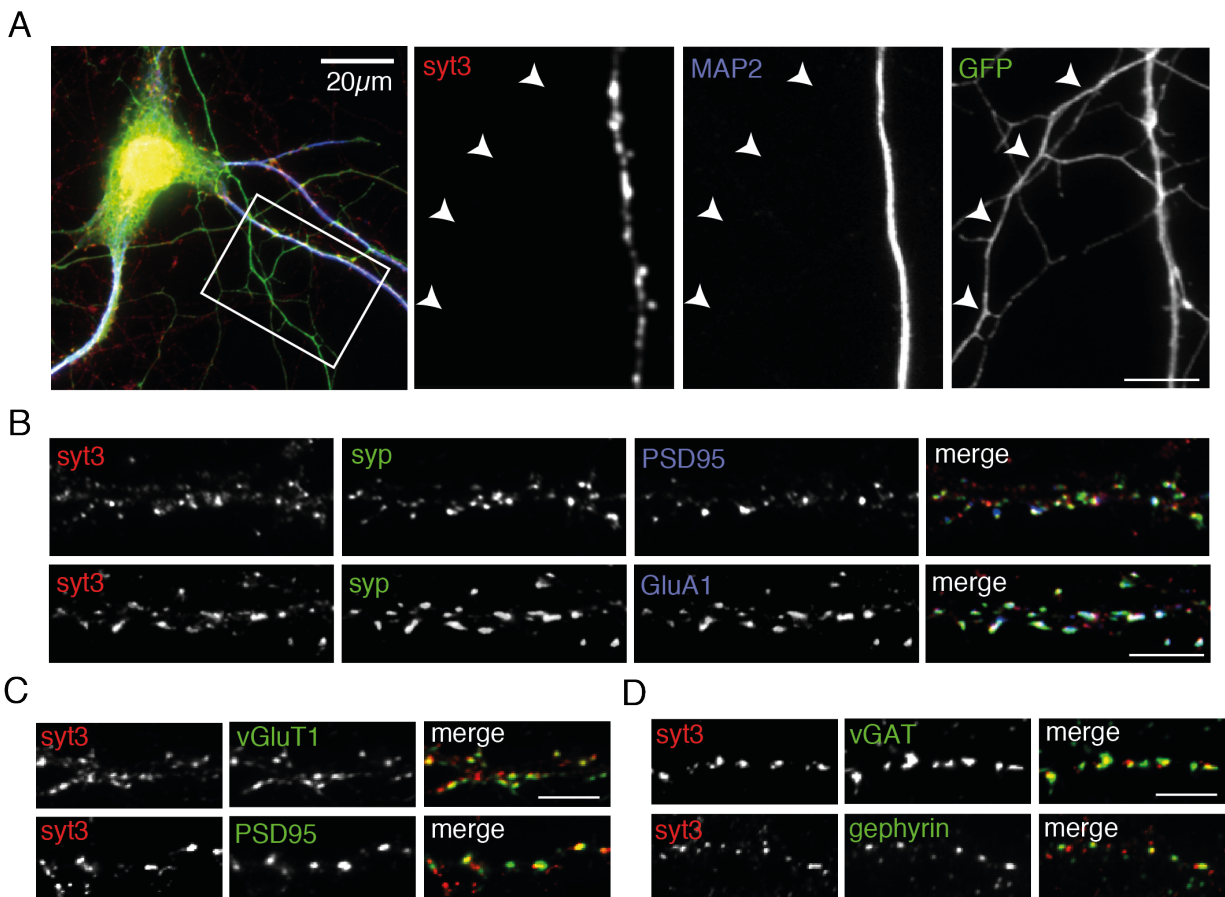 A
20μm
syt3
MAP2
GFP
B
syt3
syp
PSD95
merge
syt3
syp
GluA1
merge
C
D
syt3
vGluT1
merge
syt3
vGAT
merge
syt3
PSD95
merge
syt3
gephyrin
merge